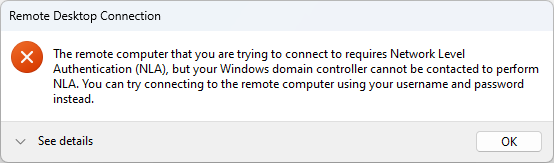 Remote Desktop Connection
The remote computer that you are trying to connect to requires Network Level
Authentication (NLA), but your Windows domain controller cannot be contacted to perform
NLA. You can try connecting to the remote computer using your username and password
instead.
See details
OK